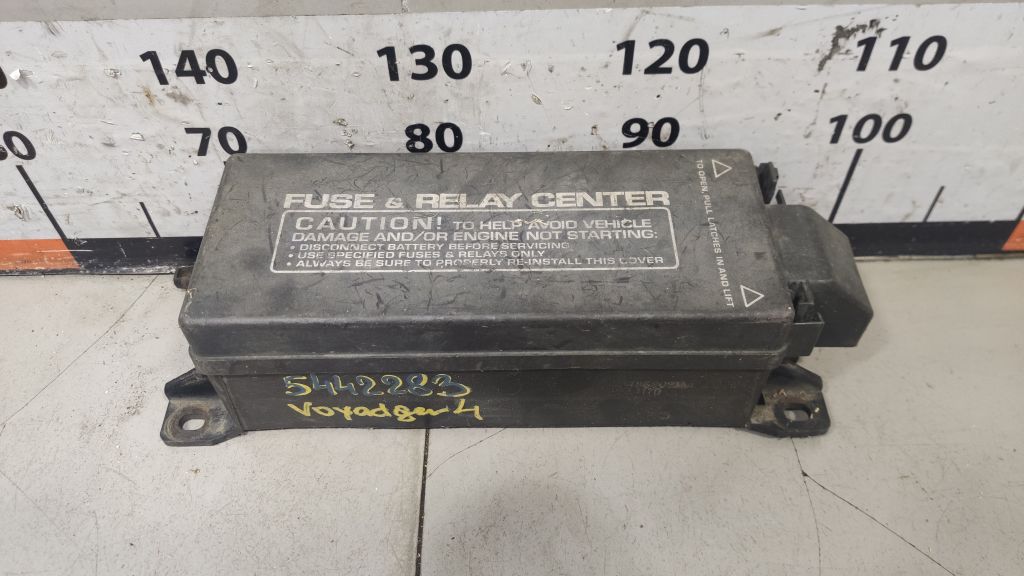 140 130 120 110
70 80 90 100
FUSE & RELAY CENTER
CAUTION! TO HELP AVOID VEHICLE
DAMAGE AND/OR ENGINE NOT STARTING:
• DISCONNECT BATTERY BEFORE SERVICING
• USE SPECIFIED FUSES & RELAYS ONLY
• ALWAYS BE SURE TO PROPERLY RE-INSTALL THIS COVER
TO OPEN, PULL LATCHES IN AND LIFT
5442283
Voyadger 4